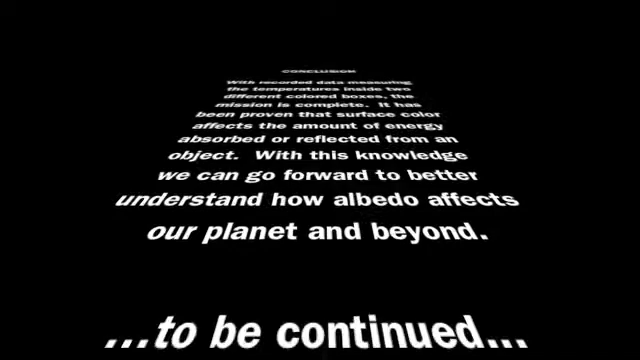 CONCLUSION
With recorded data measuring
the temperatures inside two
different colored boxes, the
mission is complete. It has
been proven that surface color
affects the amount of energy
absorbed or reflected from an
object. With this knowledge
we can go forward to better
understand how albedo affects
our planet and beyond.
...to be continued...